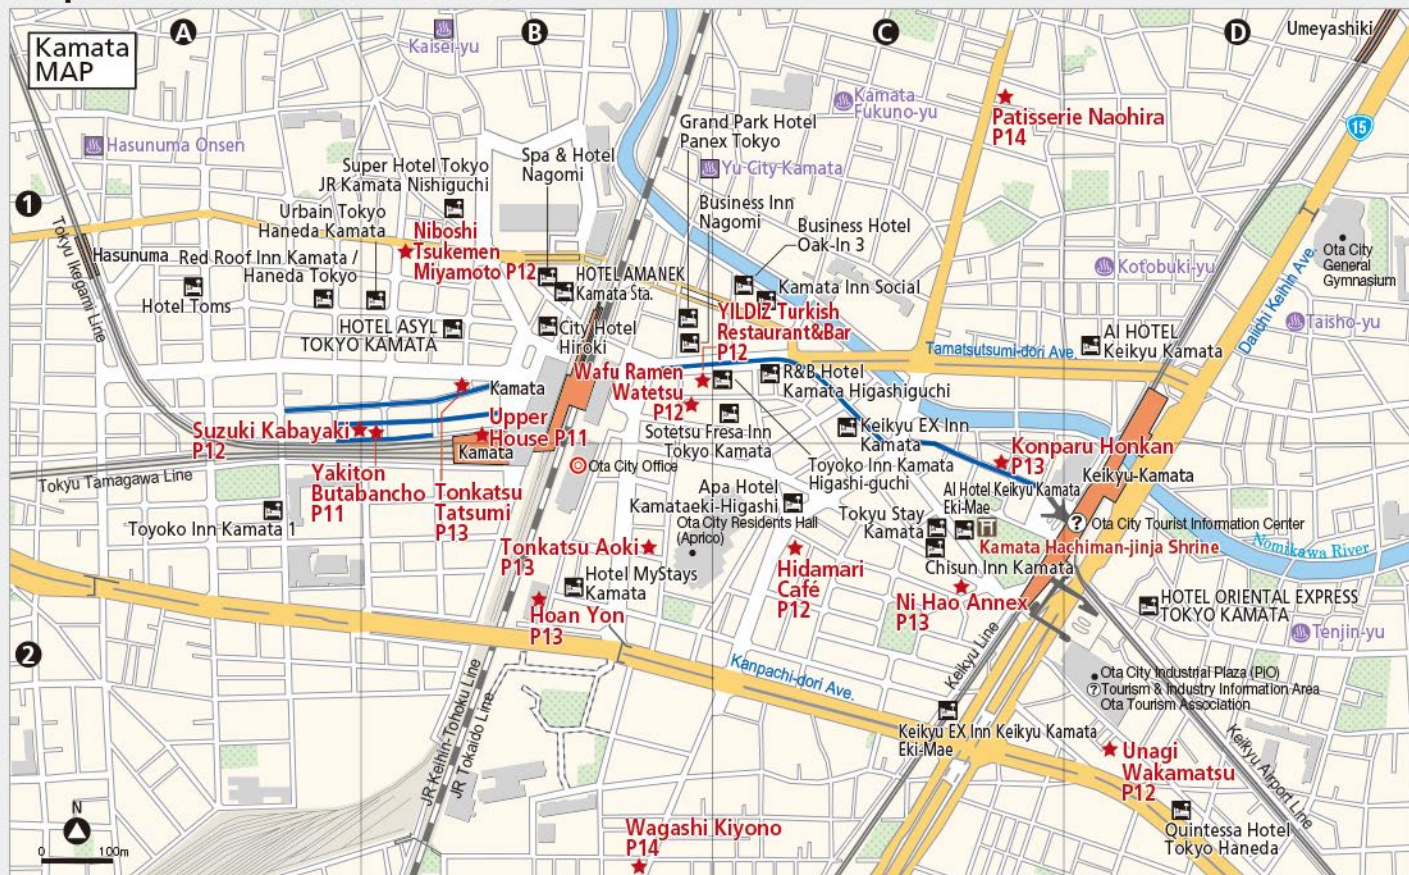 Kamata
MAP
A
B
C
D
1
2
Umeyashiki
Kaisei-yu
15
Kamata
Fukuno-yu
Patisserie Naohira
P14
Grand Park Hotel
Panex Tokyo
Yu City Kamata
Hasunuma Onsen
Super Hotel Tokyo
JR Kamata Nishiguchi
Spa & Hotel
Nagomi
Urbain Tokyo
Haneda Kamata
Business Inn
Nagomi
Business Hotel
Oak-In 3
Niboshi
Tsukemen
Miyamoto P12
Tokyu Ikegami Line
Hasunuma
Red Roof Inn Kamata /
Haneda Tokyo
Hotel Toms
HOTEL AMANEK
Kamata Sta.
Kamata Inn Social
Kotobuki-yu
Ota City
General
Gymnasium
Daiichi Keihin Ave.
Taisho-yu
HOTEL ASYL
TOKYO KAMATA
City Hotel
Hiroki
YILDIZ Turkish
Restaurant&Bar
P12
Tamatsutsumi-dori Ave.
AI HOTEL
Keikyu Kamata
Wafu Ramen
Watetsu
P12
R&B Hotel
Kamata Higashiguchi
Kamata
Upper
House P11
Kamata
Suzuki Kabayaki
P12
Sotetsu Fresa Inn
Tokyo Kamata
Keikyu EX Inn
Kamata
Konparu Honkan
P13
Keikyu-Kamata
Tokyu Tamagawa Line
Yakiton
Butabancho
P11
Tonkatsu
Tatsumi
P13
Ota City Office
Toyoko Inn Kamata
Higashi-guchi
Apa Hotel
Kamataeki-Higashi
Ota City Residents Hall
(Aprico)
AI Hotel Keikyu Kamata
Eki-Mae
Tokyu Stay
Kamata
Toyoko Inn Kamata 1
?
Ota City Tourist Information Center
Kamata Hachiman-jinja Shrine
Nomikawa River
Tonkatsu Aoki
P13
Hotel MyStays
Kamata
Hidamari
Café
P12
Chisun Inn Kamata
Ni Hao Annex
P13
Hoan Yon
P13
HOTEL ORIENTAL EXPRESS
TOKYO KAMATA
Tenjin-yu
Kanpachi-dori Ave.
Keikyu Line
JR Keihin-Tohoku Line
JR Tokaido Line
Ota City Industrial Plaza (PiO)
? Tourism & Industry Information Area
Ota Tourism Association
Keikyu EX Inn Keikyu Kamata
Eki-Mae
Keikyu Airport Line
Unagi
Wakamatsu
P12
Quintessa Hotel
Tokyo Haneda
Wagashi Kiyono
P14
N
0 100m